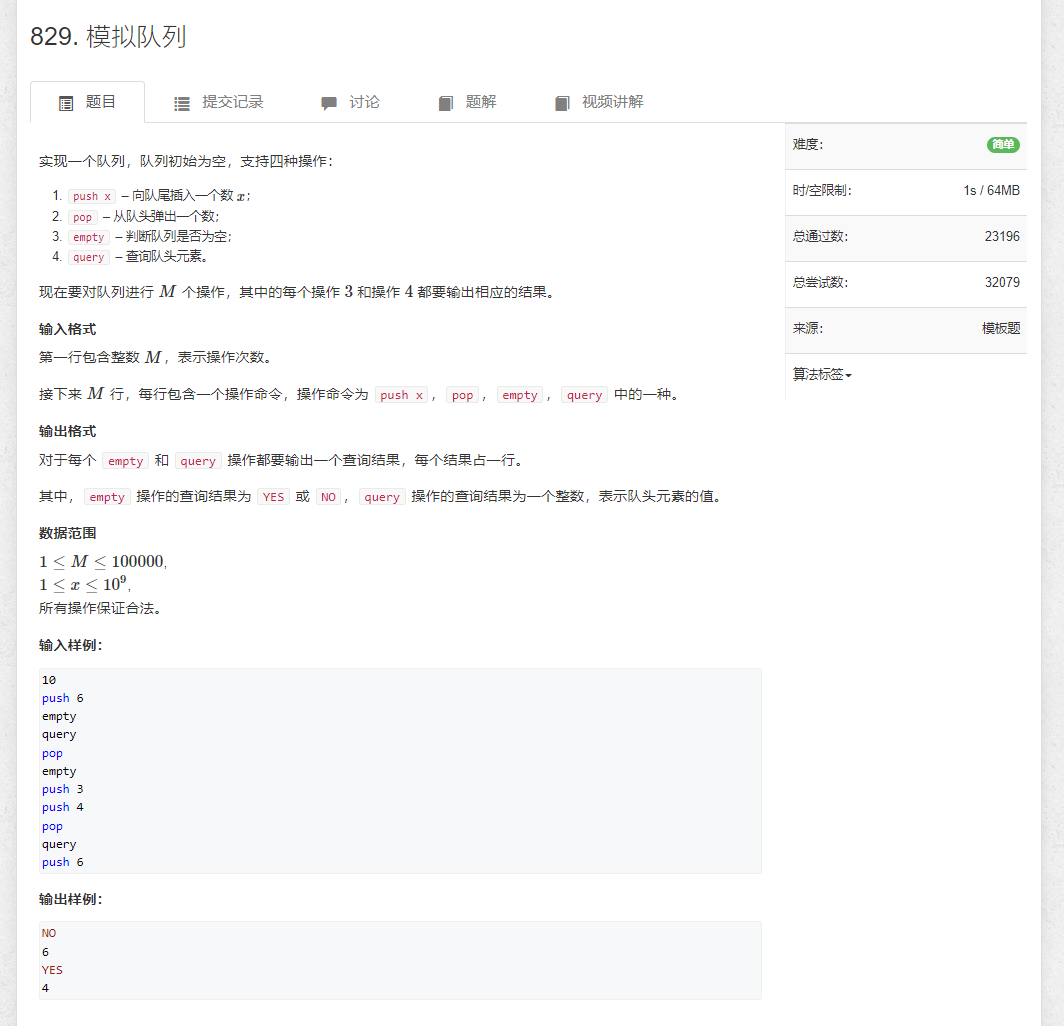 829. 模拟队列
题目 提交记录 讨论 题解 视频讲解
难度： 简单
时/空限制： 1s / 64MB
总通过数： 23196
总尝试数： 32079
来源： 模板题
算法标签
实现一个队列，队列初始为空，支持四种操作：
1. push x – 向队尾插入一个数 x；
2. pop – 从队头弹出一个数；
3. empty – 判断队列是否为空；
4. query – 查询队头元素。
现在要对队列进行 M 个操作，其中的每个操作 3 和操作 4 都要输出相应的结果。
输入格式
第一行包含整数 M，表示操作次数。
接下来 M 行，每行包含一个操作命令，操作命令为 push x，pop，empty，query 中的一种。
输出格式
对于每个 empty 和 query 操作都要输出一个查询结果，每个结果占一行。
其中，empty 操作的查询结果为 YES 或 NO，query 操作的查询结果为一个整数，表示队头元素的值。
数据范围
1 ≤ M ≤ 100000,
1 ≤ x ≤ 10⁹,
所有操作保证合法。
输入样例：
10
push 6
empty
query
pop
empty
push 3
push 4
pop
query
push 6
输出样例：
NO
6
YES
4